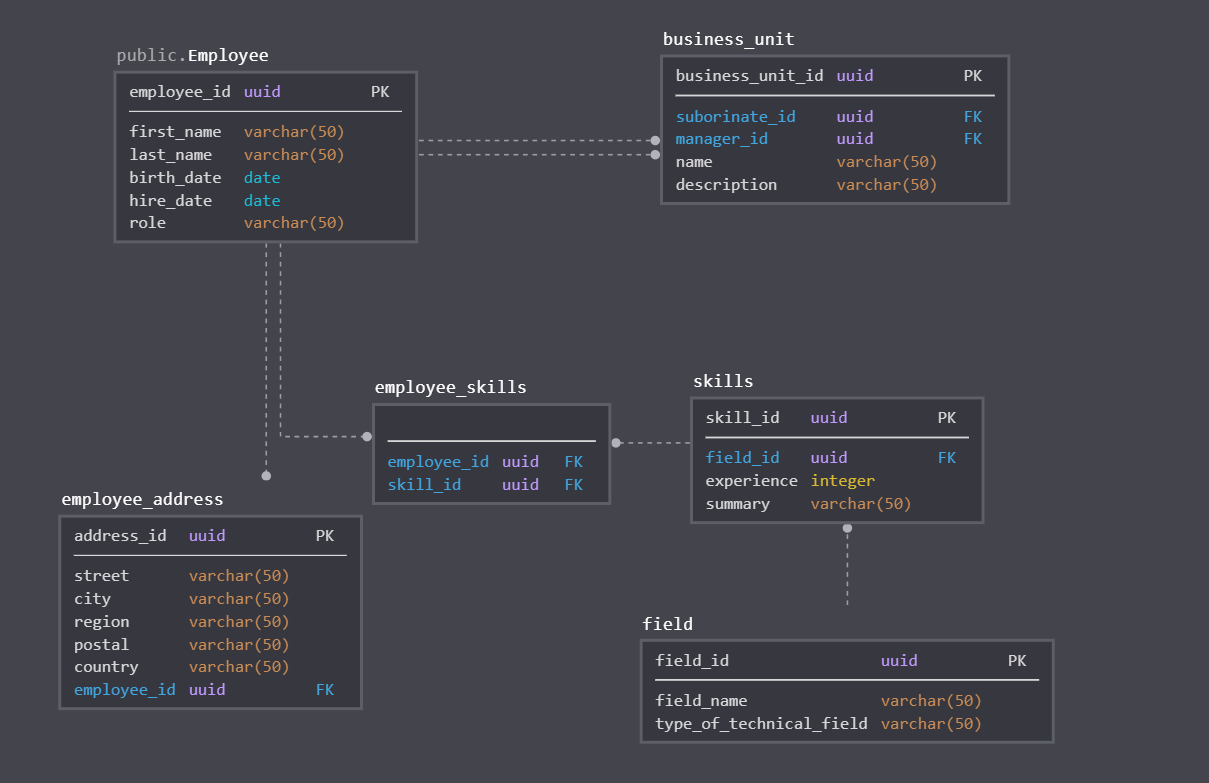 public.Employee
employee_id uuid PK
first_name varchar(50)
last_name varchar(50)
birth_date date
hire_date date
role varchar(50)
business_unit
business_unit_id uuid PK
suborinate_id uuid FK
manager_id uuid FK
name varchar(50)
description varchar(50)
employee_skills
employee_id uuid FK
skill_id uuid FK
skills
skill_id uuid PK
field_id uuid FK
experience integer
summary varchar(50)
employee_address
address_id uuid PK
street varchar(50)
city varchar(50)
region varchar(50)
postal varchar(50)
country varchar(50)
employee_id uuid FK
field
field_id uuid PK
field_name varchar(50)
type_of_technical_field varchar(50)